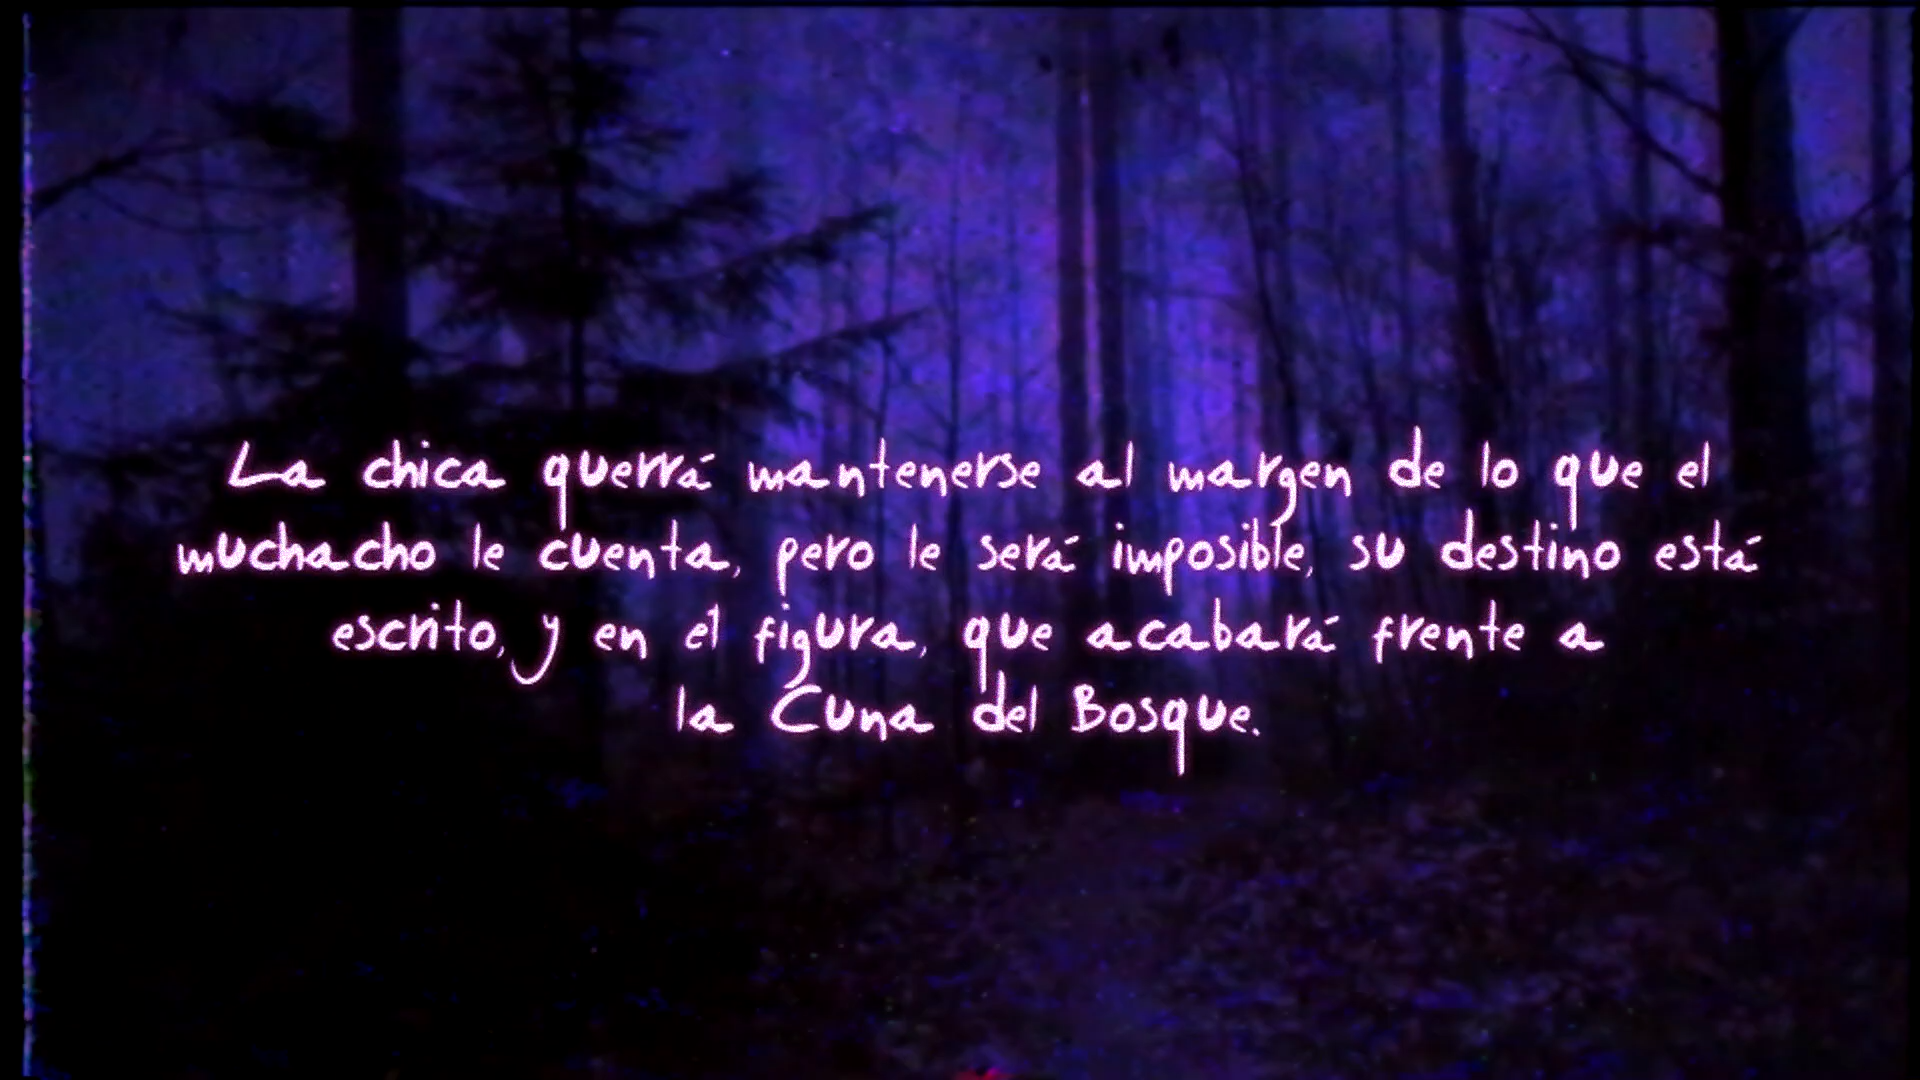 La chica querrá mantenerse al margen de lo que el
muchacho le cuenta, pero le será imposible, su destino está
escrito, y en él figura, que acabará frente a
la Cuna del Bosque.